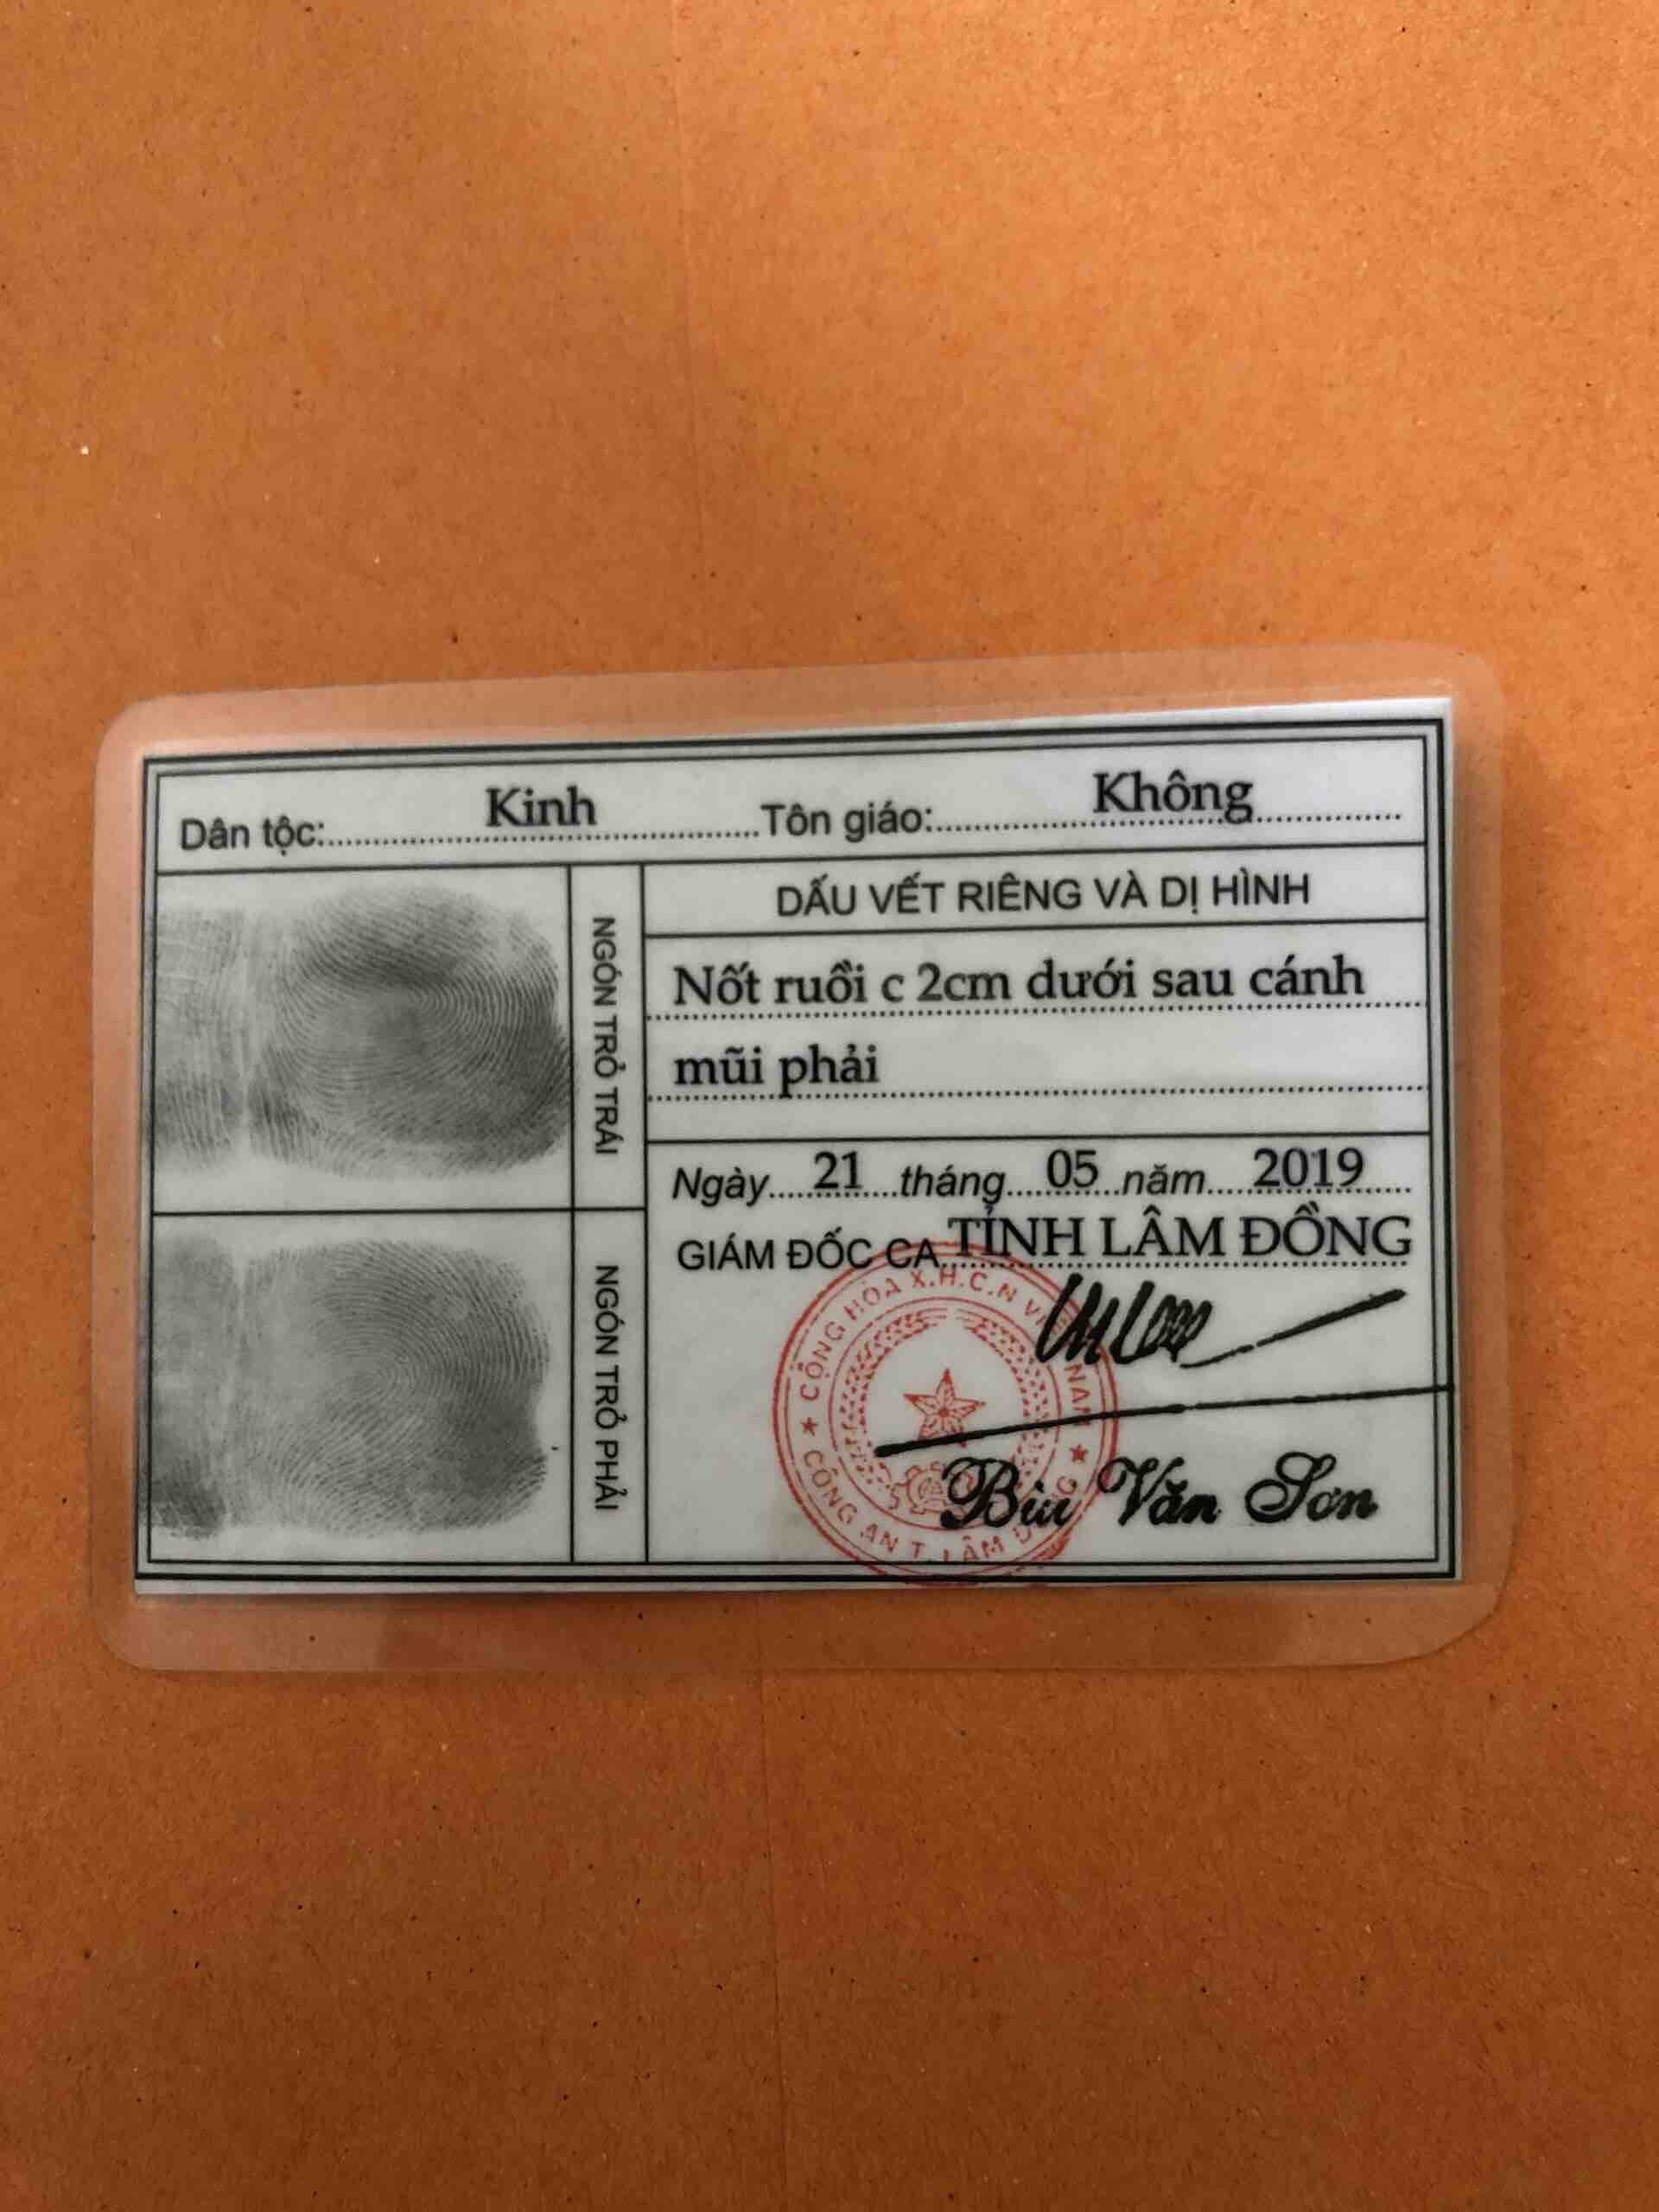 Dân tộc: Kinh Tôn giáo: Không
NGÓN TRỎ TRÁI
DẤU VẾT RIÊNG VÀ DỊ HÌNH
Nốt ruồi c 2cm dưới sau cánh
mũi phải
Ngày 21 tháng 05 năm 2019
GIÁM ĐỐC CA TỈNH LÂM ĐỒNG
NGÓN TRỎ PHẢI
CỘNG HÒA X.H.C.N VIỆT NAM
CÔNG AN T. LÂM ĐỒNG
Bùi Văn Sơn